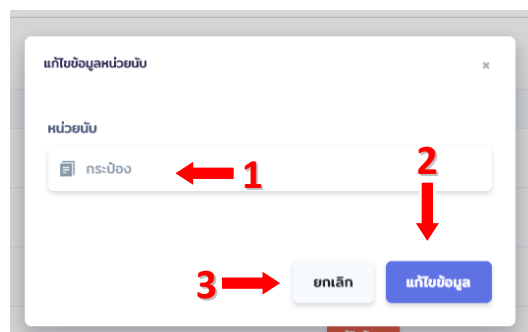 แก้ไขข้อมูลหน่วยนับ ×
หน่วยนับ
กระป๋อง 1
2
3 ยกเลิก แก้ไขข้อมูล